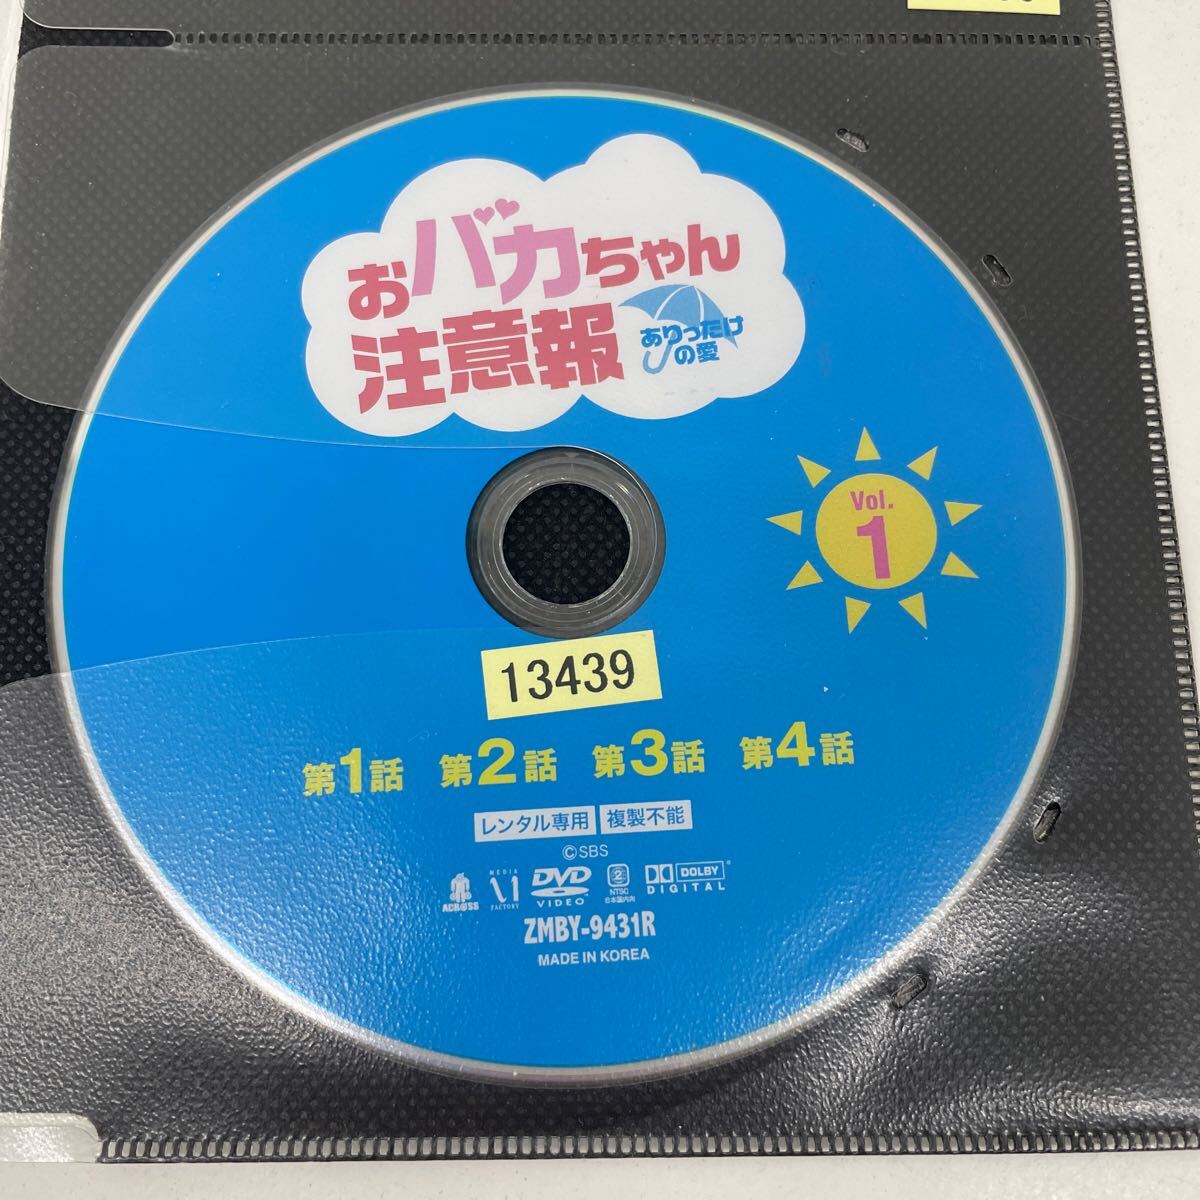 おバカちゃん
注意報
ありったけ
の愛
Vol.
1
13439
第1話 第2話 第3話 第4話
レンタル専用 複製不能
©SBS
ACROSS
MEDIA
FACTORY
DVD
VIDEO
2
NTSC
日本国内向
DOLBY
DIGITAL
ZMBY-9431R
MADE IN KOREA